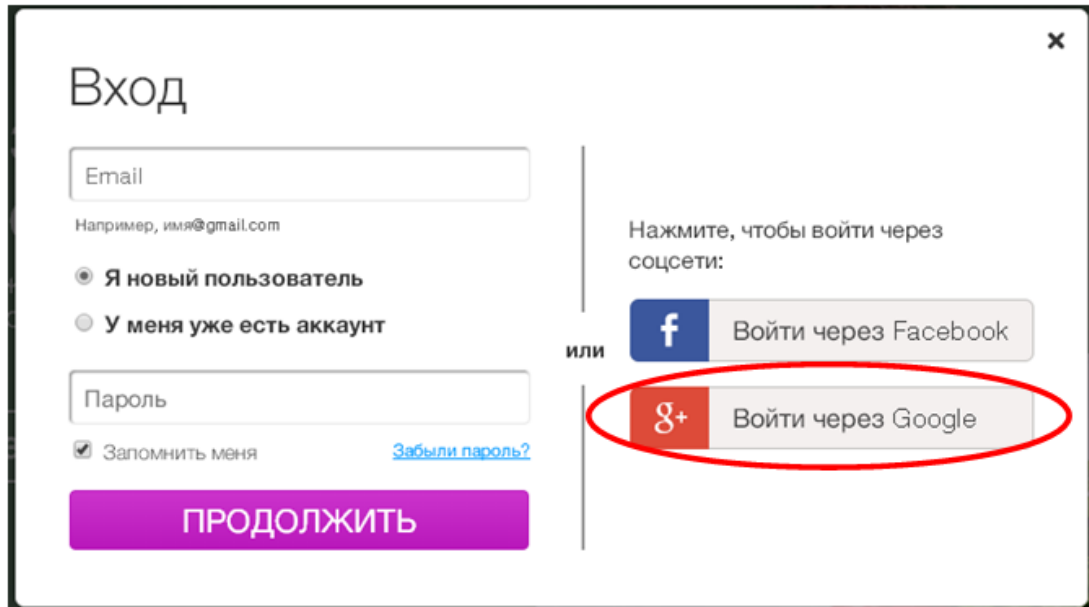 Вход
Email
Например, имя@gmail.com
Я новый пользователь
У меня уже есть аккаунт
Пароль
Запомнить меня
Забыли пароль?
ПРОДОЛЖИТЬ
или
Нажмите, чтобы войти через
соцсети:
f Войти через Facebook
g+ Войти через Google